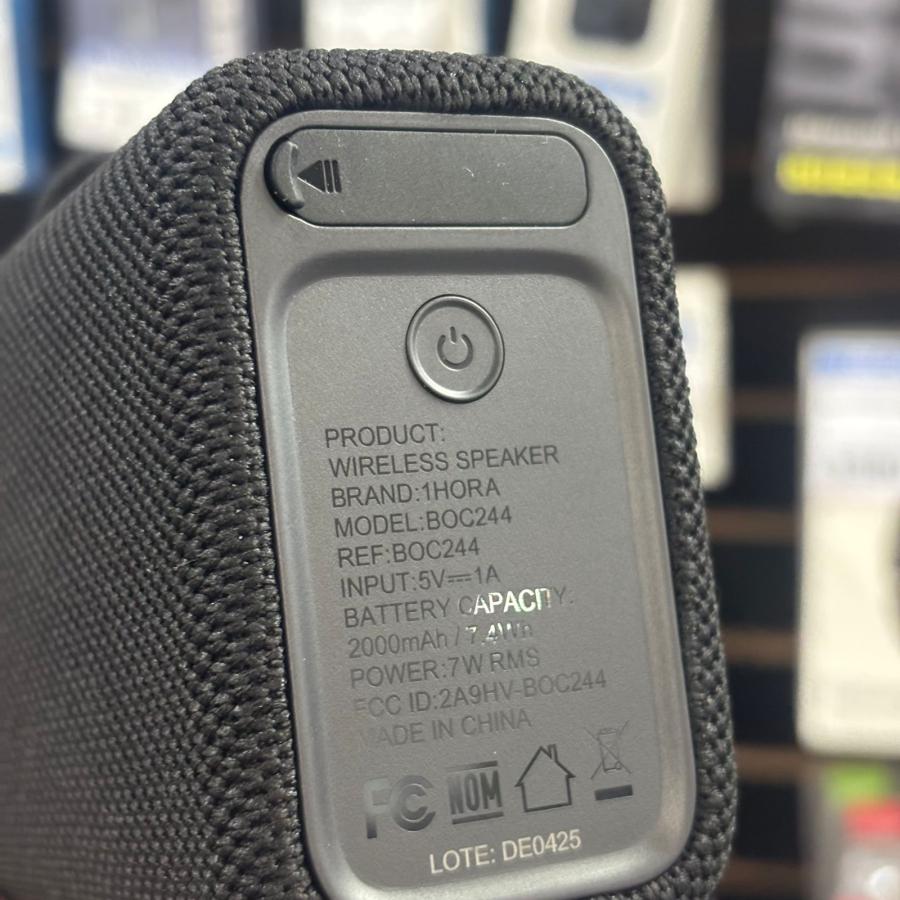 PRODUCT:
WIRELESS SPEAKER
BRAND:1HORA
MODEL:BOC244
REF:BOC244
INPUT:5V⎓1A
BATTERY CAPACITY:
2000mAh / 7.4Wh
POWER:7W RMS
FCC ID:2A9HV-BOC244
MADE IN CHINA
FC NOM
LOTE: DE0425